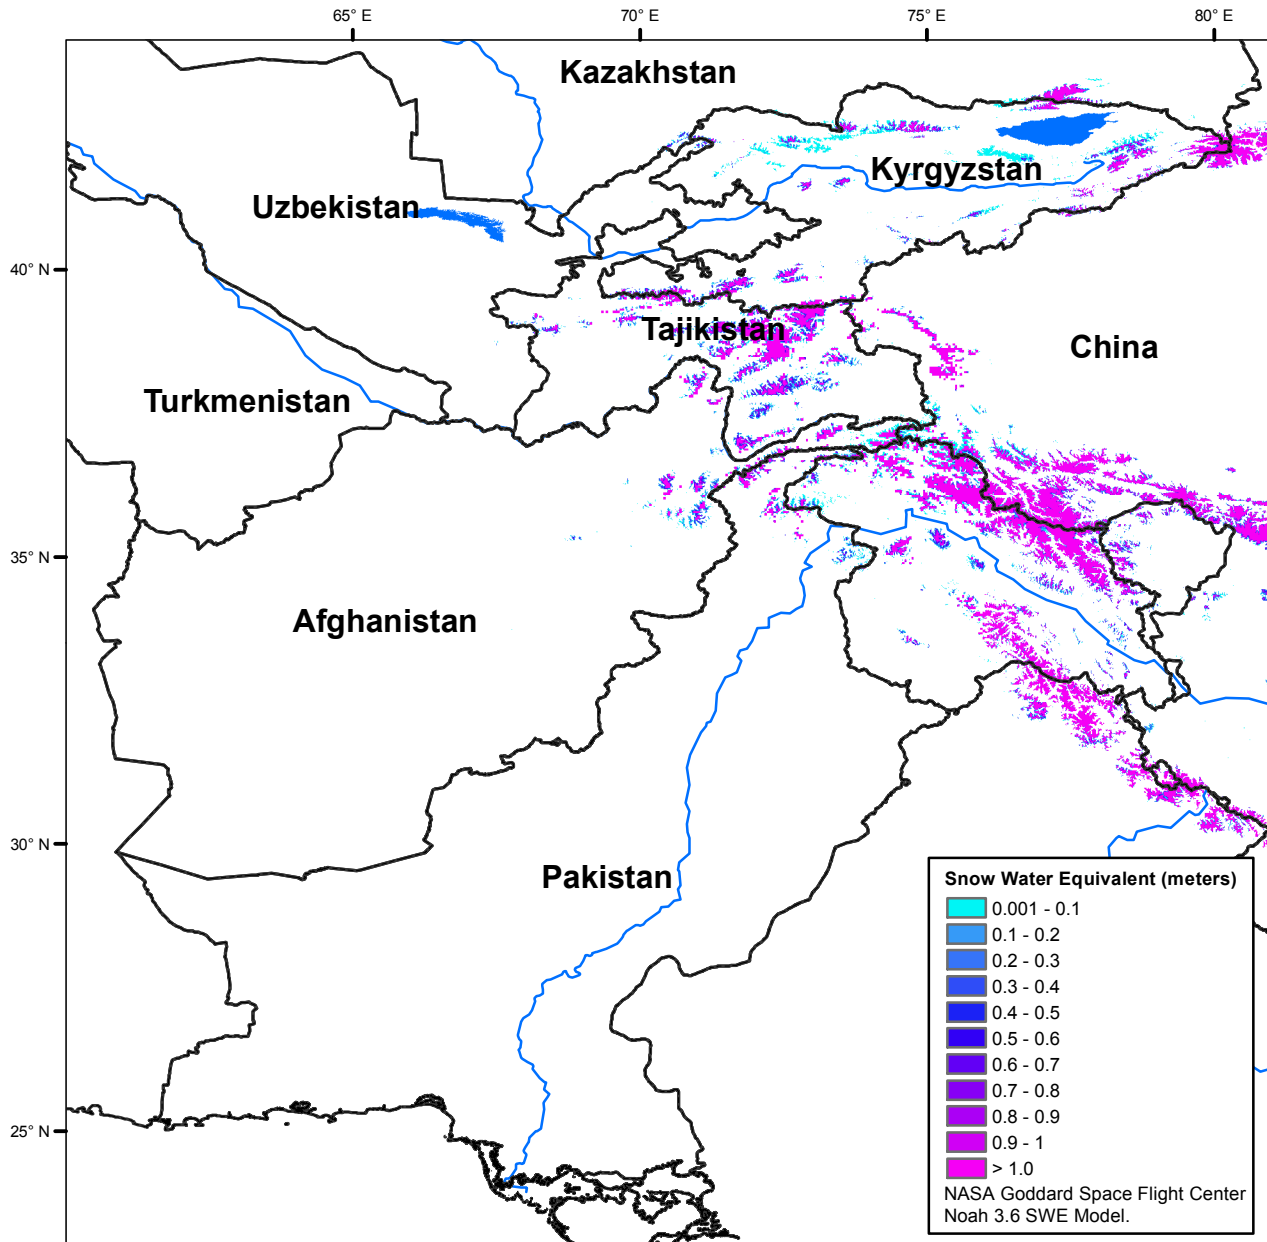 65° E
70° E
75° E
80° E
Kazakhstan
Kyrgyzstan
Uzbekistan
40° N
Tajikistan
China
Turkmenistan
35° N
Afghanistan
30° N
Pakistan
25° N
Snow Water Equivalent (meters)
0.001 - 0.1
0.1 - 0.2
0.2 - 0.3
0.3 - 0.4
0.4 - 0.5
0.5 - 0.6
0.6 - 0.7
0.7 - 0.8
0.8 - 0.9
0.9 - 1
> 1.0
NASA Goddard Space Flight Center
Noah 3.6 SWE Model.